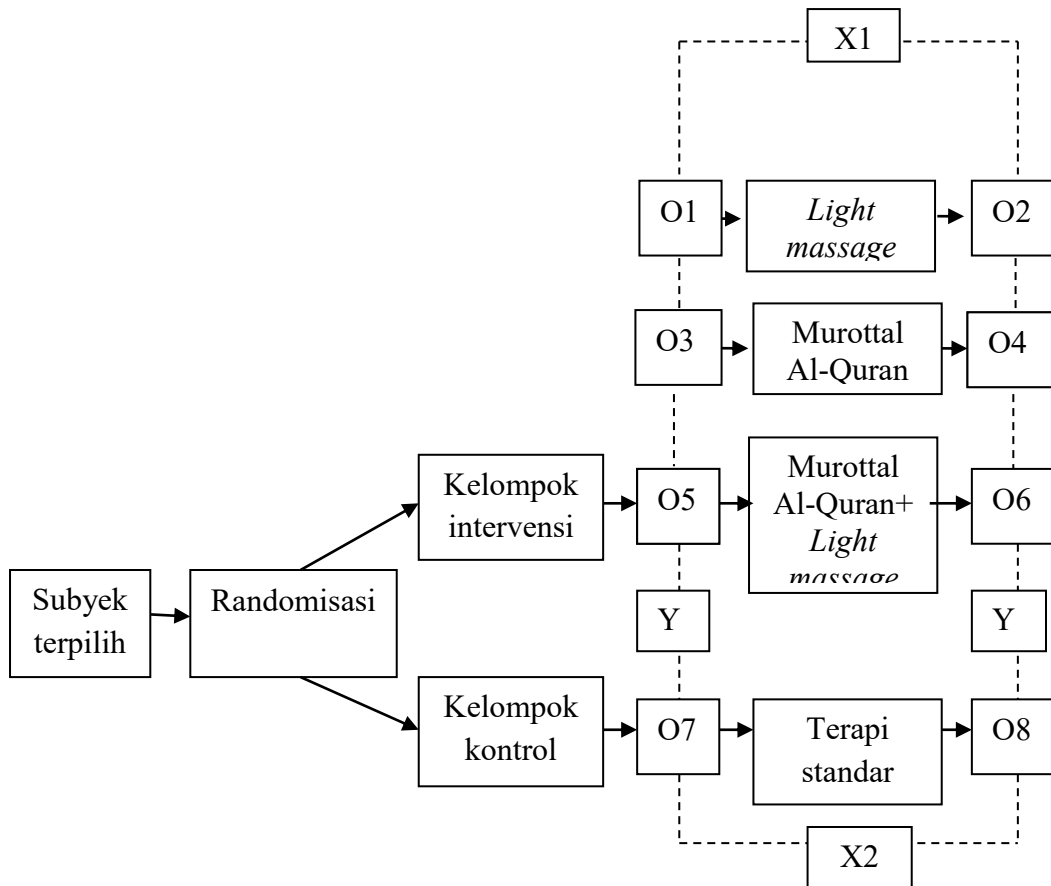 X1
O1
Light
massage
O2
O3
Murottal
Al-Quran
O4
Kelompok
intervensi
O5
Murottal
Al-Quran+
Light
massage
O6
Subyek
terpilih
Randomisasi
Y
Y
Kelompok
kontrol
O7
Terapi
standar
O8
X2